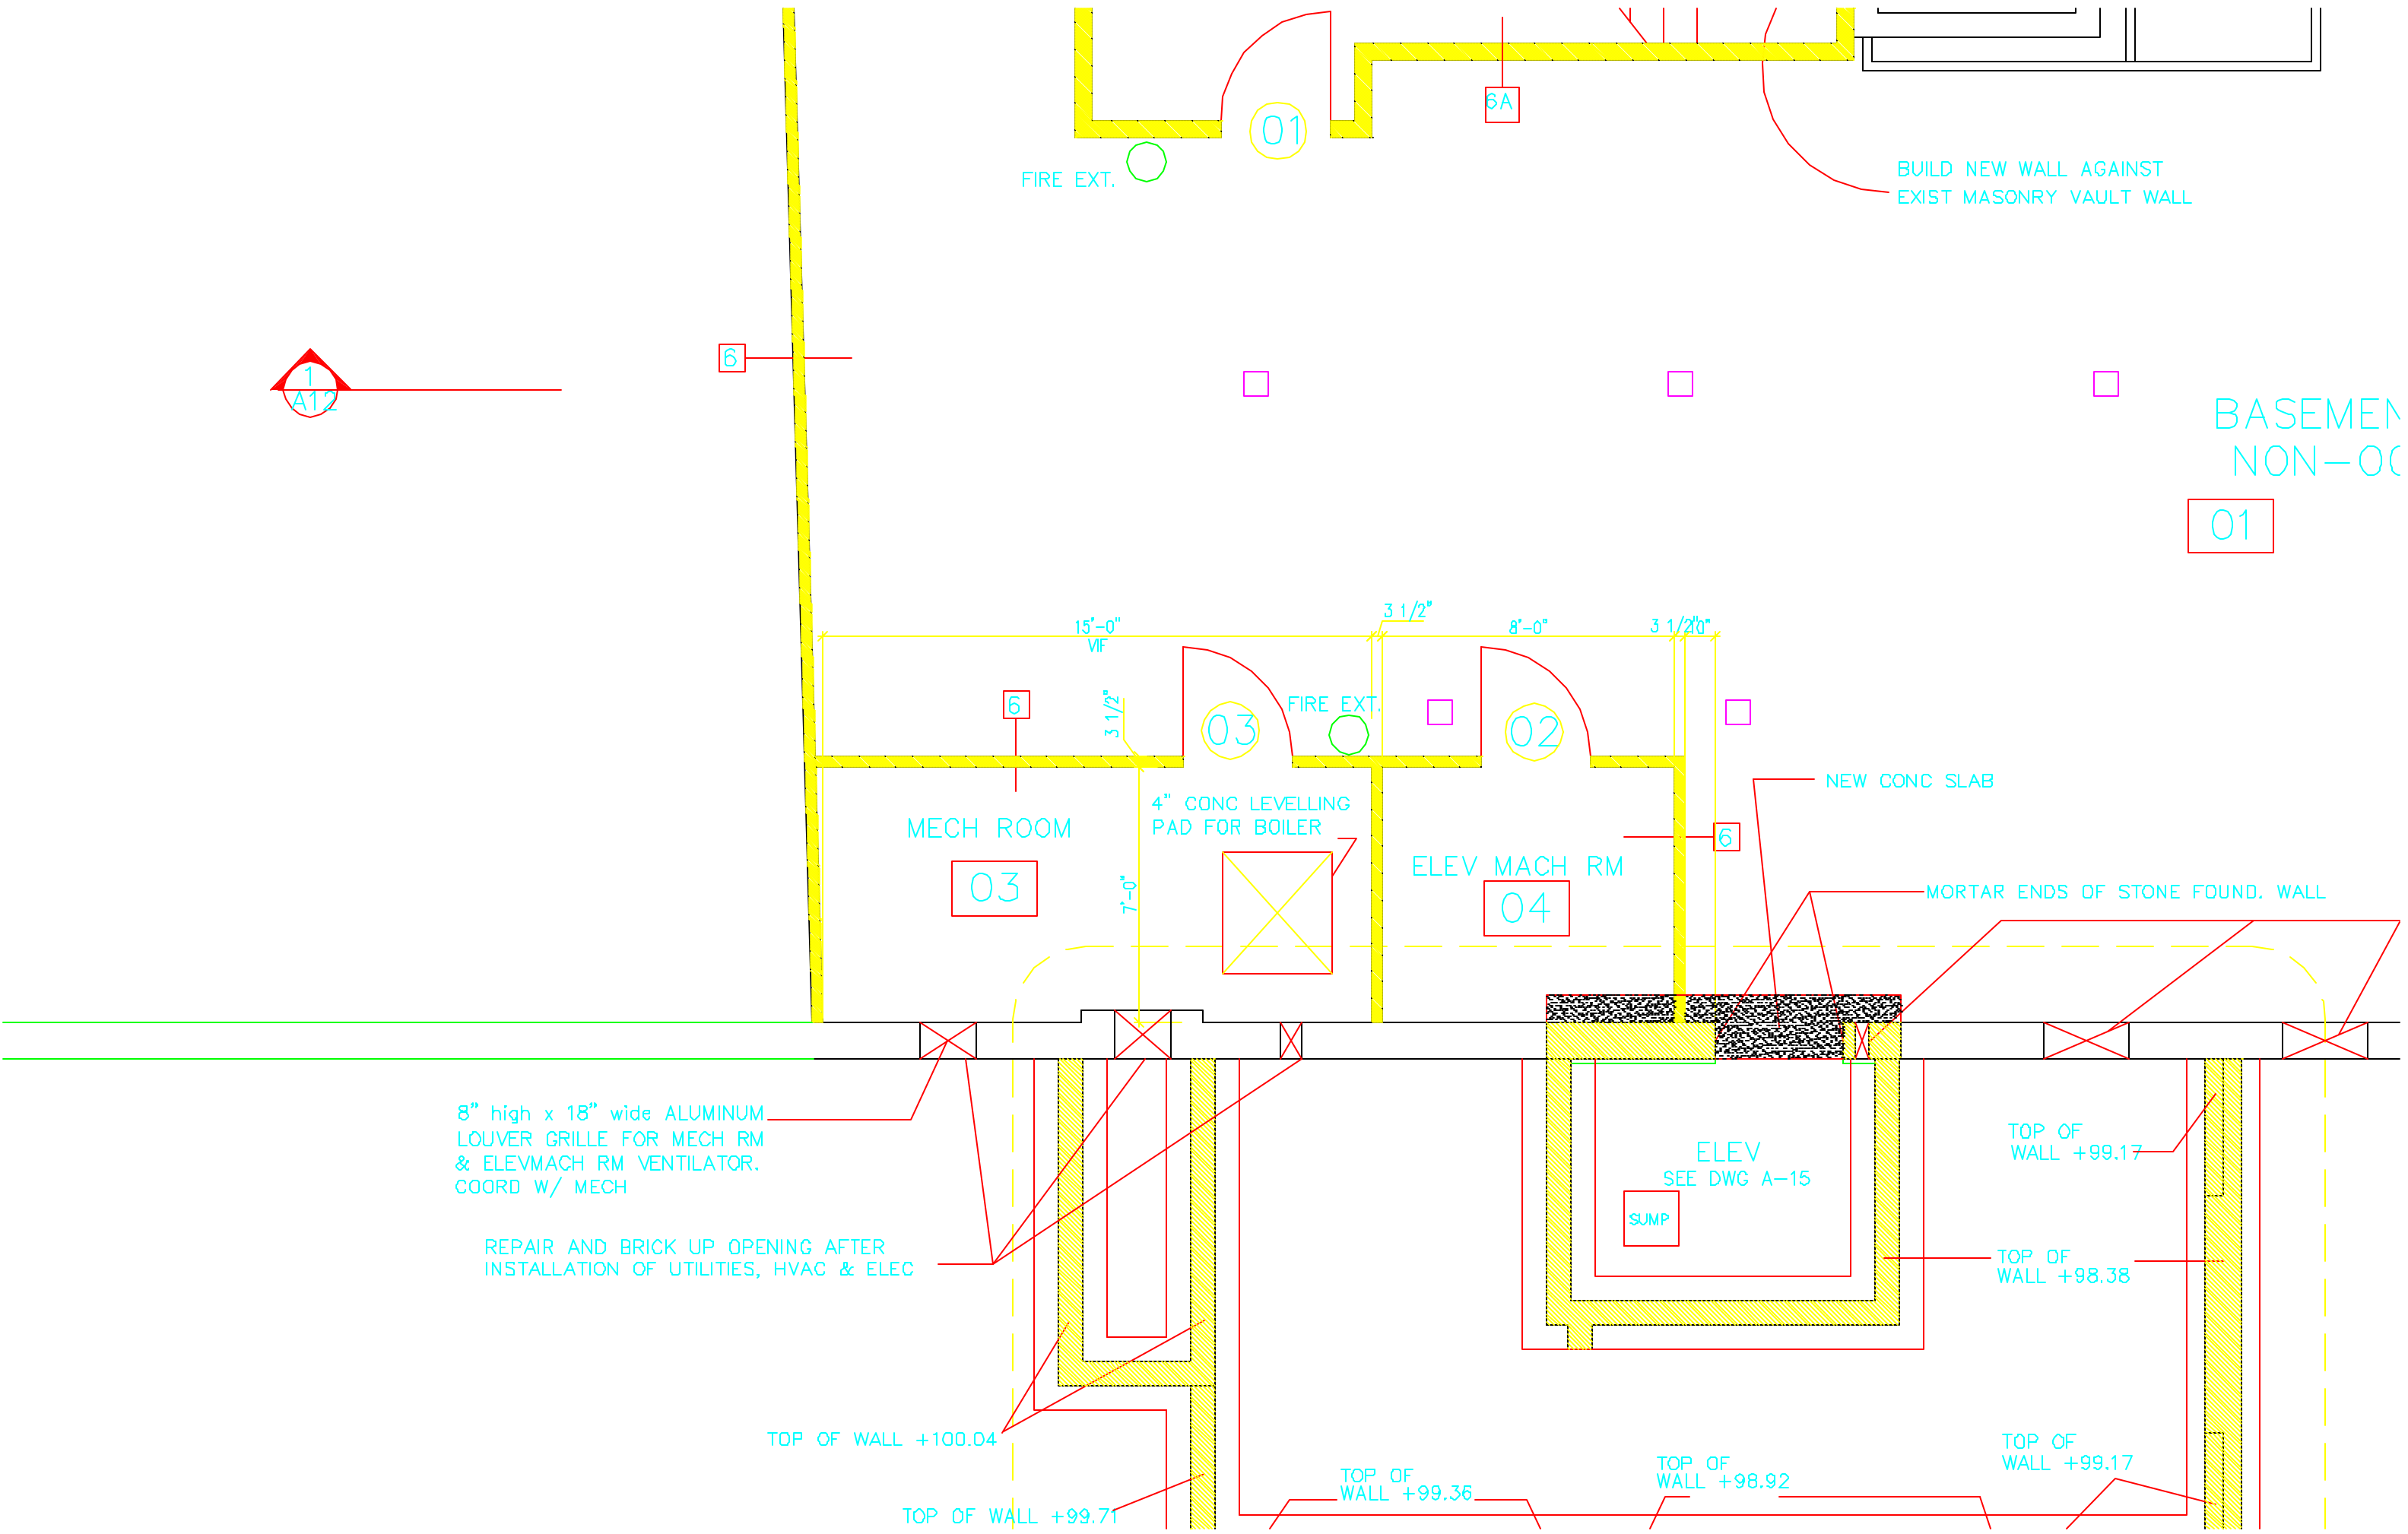 01
6A
FIRE EXT.
BUILD NEW WALL AGAINST
EXIST MASONRY VAULT WALL
6
1
A12
BASEMEN
NON-OC
01
15'-0"
VIF
3 1/2"
8'-0"
3 1/2"
6
3 1/2"
03
FIRE EXT.
02
NEW CONC SLAB
MECH ROOM
03
4" CONC LEVELLING
PAD FOR BOILER
7'-0"
ELEV MACH RM
04
6
MORTAR ENDS OF STONE FOUND. WALL
8" high x 18" wide ALUMINUM
LOUVER GRILLE FOR MECH RM
& ELEVMACH RM VENTILATOR.
COORD W/ MECH
REPAIR AND BRICK UP OPENING AFTER
INSTALLATION OF UTILITIES, HVAC & ELEC
ELEV
SEE DWG A-15
SUMP
TOP OF
WALL +99.17
TOP OF
WALL +98.38
TOP OF WALL +100.04
TOP OF WALL +99.71
TOP OF
WALL +99.36
TOP OF
WALL +98.92
TOP OF
WALL +99.17